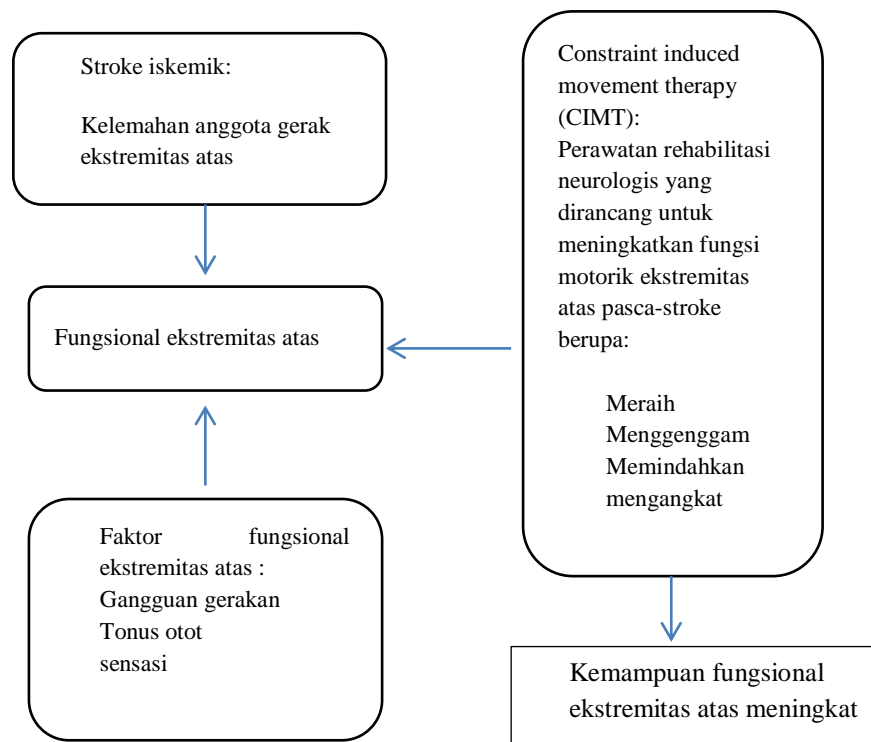 Stroke iskemik:
Kelemahan anggota gerak
ekstremitas atas
Fungsional ekstremitas atas
Faktor fungsional
ekstremitas atas :
Gangguan gerakan
Tonus otot
sensasi
Constraint induced
movement therapy
(CIMT):
Perawatan rehabilitasi
neurologis yang
dirancang untuk
meningkatkan fungsi
motorik ekstremitas
atas pasca-stroke
berupa:
Meraih
Menggenggam
Memindahkan
mengangkat
Kemampuan fungsional
ekstremitas atas meningkat